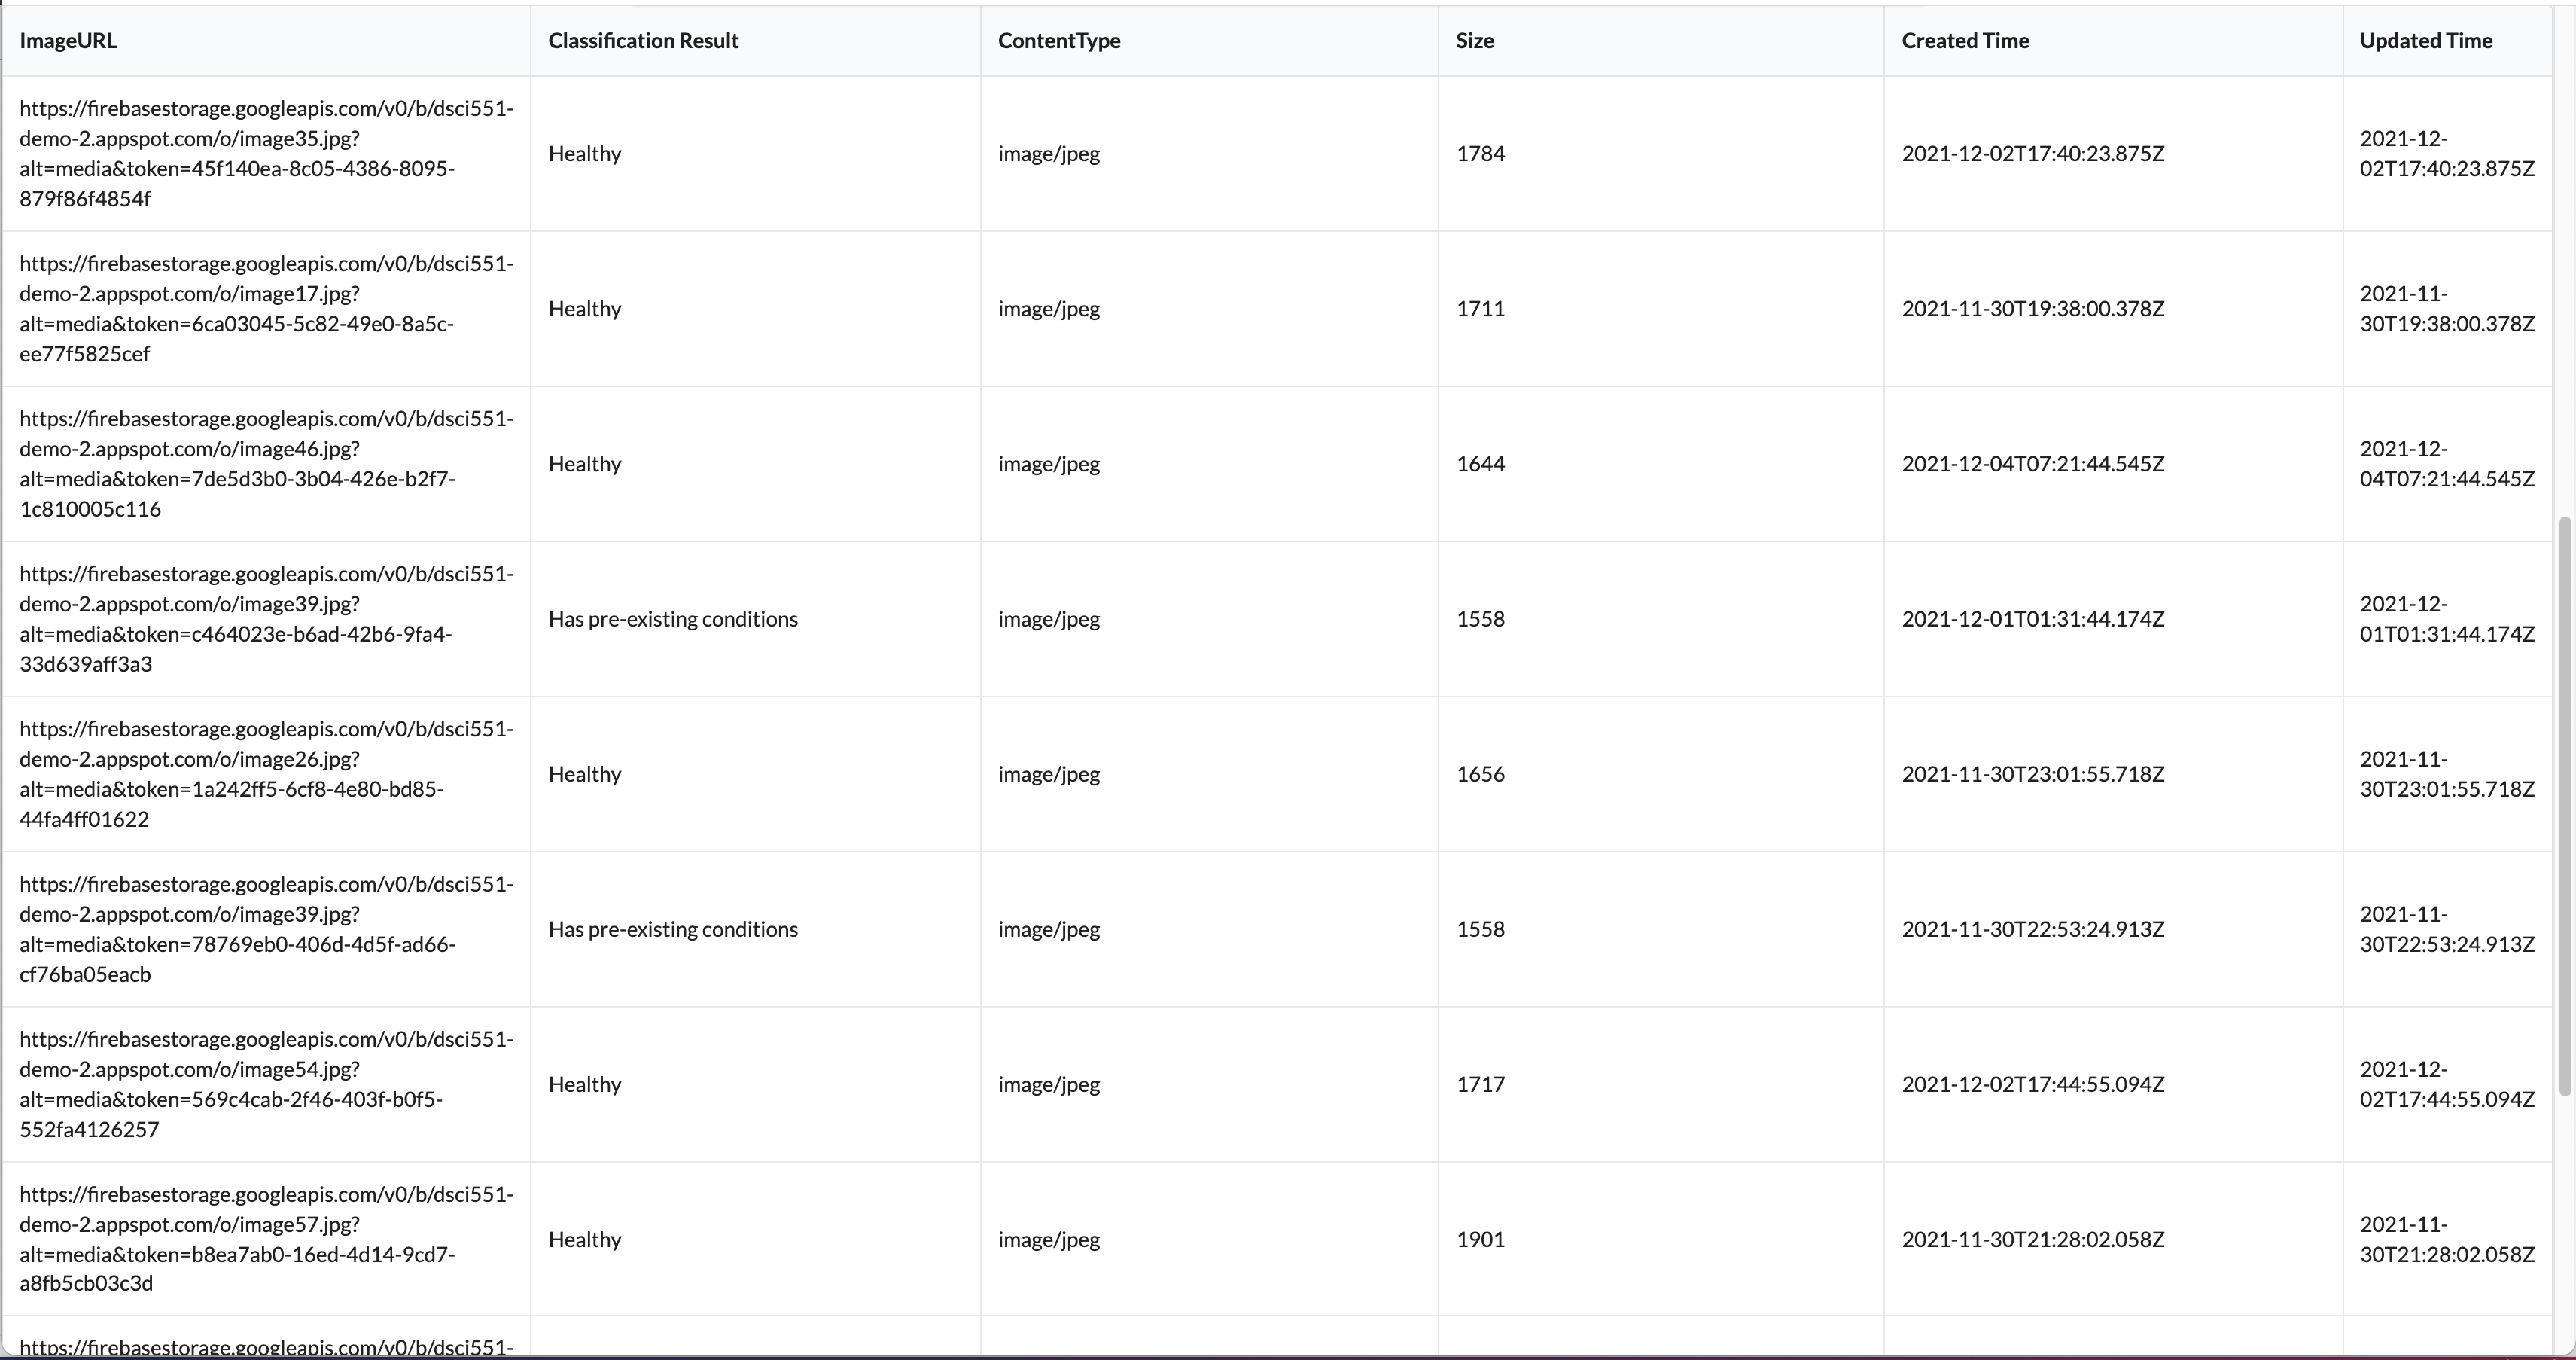 ImageURL Classification Result ContentType Size Created Time Updated Time
https://firebasestorage.googleapis.com/v0/b/dsci551-
demo-2.appspot.com/o/image35.jpg?
alt=media&token=45f140ea-8c05-4386-8095-
879f86f4854f
Healthy
image/jpeg
1784
2021-12-02T17:40:23.875Z
2021-12-
02T17:40:23.875Z
https://firebasestorage.googleapis.com/v0/b/dsci551-
demo-2.appspot.com/o/image17.jpg?
alt=media&token=6ca03045-5c82-49e0-8a5c-
ee77f5825cef
Healthy
image/jpeg
1711
2021-11-30T19:38:00.378Z
2021-11-
30T19:38:00.378Z
https://firebasestorage.googleapis.com/v0/b/dsci551-
demo-2.appspot.com/o/image46.jpg?
alt=media&token=7de5d3b0-3b04-426e-b2f7-
1c810005c116
Healthy
image/jpeg
1644
2021-12-04T07:21:44.545Z
2021-12-
04T07:21:44.545Z
https://firebasestorage.googleapis.com/v0/b/dsci551-
demo-2.appspot.com/o/image39.jpg?
alt=media&token=c464023e-b6ad-42b6-9fa4-
33d639aff3a3
Has pre-existing conditions
image/jpeg
1558
2021-12-01T01:31:44.174Z
2021-12-
01T01:31:44.174Z
https://firebasestorage.googleapis.com/v0/b/dsci551-
demo-2.appspot.com/o/image26.jpg?
alt=media&token=1a242ff5-6cf8-4e80-bd85-
44fa4ff01622
Healthy
image/jpeg
1656
2021-11-30T23:01:55.718Z
2021-11-
30T23:01:55.718Z
https://firebasestorage.googleapis.com/v0/b/dsci551-
demo-2.appspot.com/o/image39.jpg?
alt=media&token=78769eb0-406d-4d5f-ad66-
cf76ba05eacb
Has pre-existing conditions
image/jpeg
1558
2021-11-30T22:53:24.913Z
2021-11-
30T22:53:24.913Z
https://firebasestorage.googleapis.com/v0/b/dsci551-
demo-2.appspot.com/o/image54.jpg?
alt=media&token=569c4cab-2f46-403f-b0f5-
552fa4126257
Healthy
image/jpeg
1717
2021-12-02T17:44:55.094Z
2021-12-
02T17:44:55.094Z
https://firebasestorage.googleapis.com/v0/b/dsci551-
demo-2.appspot.com/o/image57.jpg?
alt=media&token=b8ea7ab0-16ed-4d14-9cd7-
a8fb5cb03c3d
Healthy
image/jpeg
1901
2021-11-30T21:28:02.058Z
2021-11-
30T21:28:02.058Z
https://firebasestorage.googleapis.com/v0/b/dsci551-